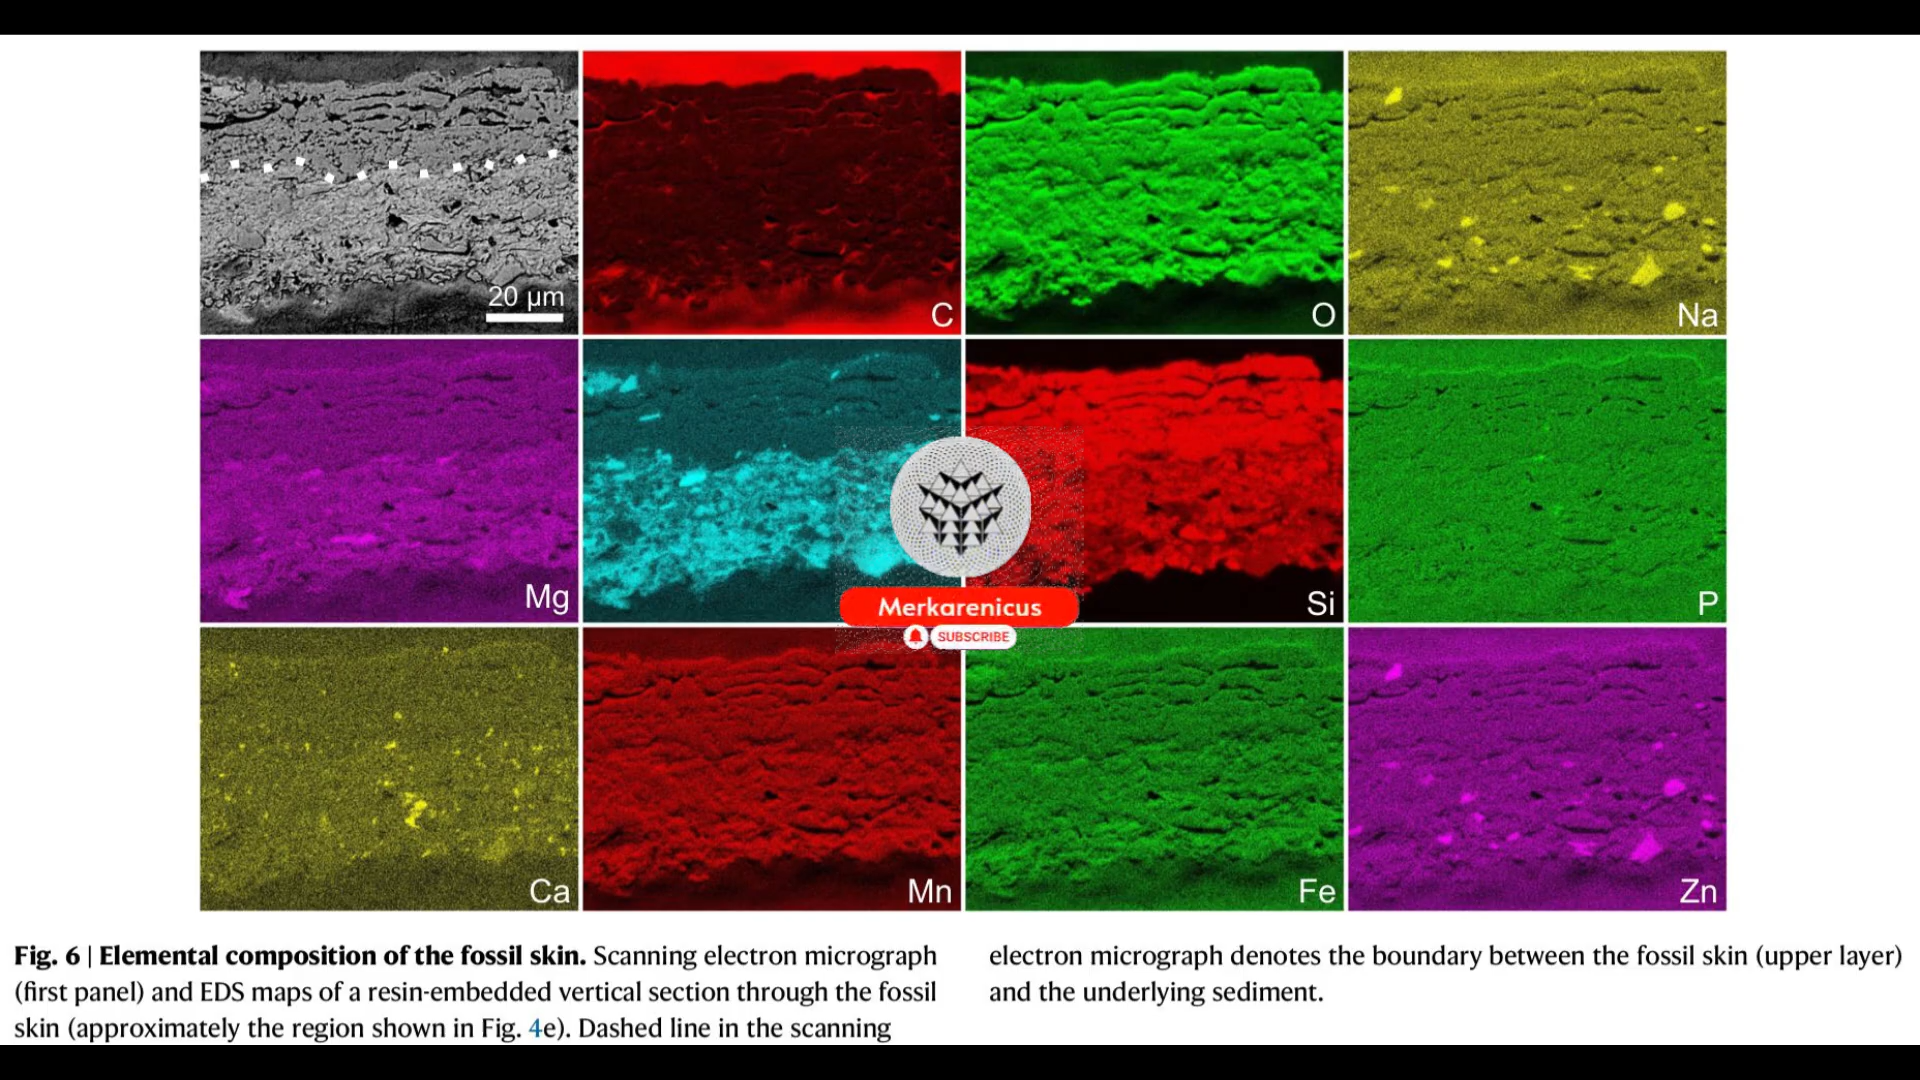 20 µm
C
O
Na
Mg
Si
P
Merkarenicus
SUBSCRIBE
Ca
Mn
Fe
Zn
Fig. 6 | Elemental composition of the fossil skin. Scanning electron micrograph
(first panel) and EDS maps of a resin-embedded vertical section through the fossil
skin (approximately the region shown in Fig. 4e). Dashed line in the scanning
electron micrograph denotes the boundary between the fossil skin (upper layer)
and the underlying sediment.